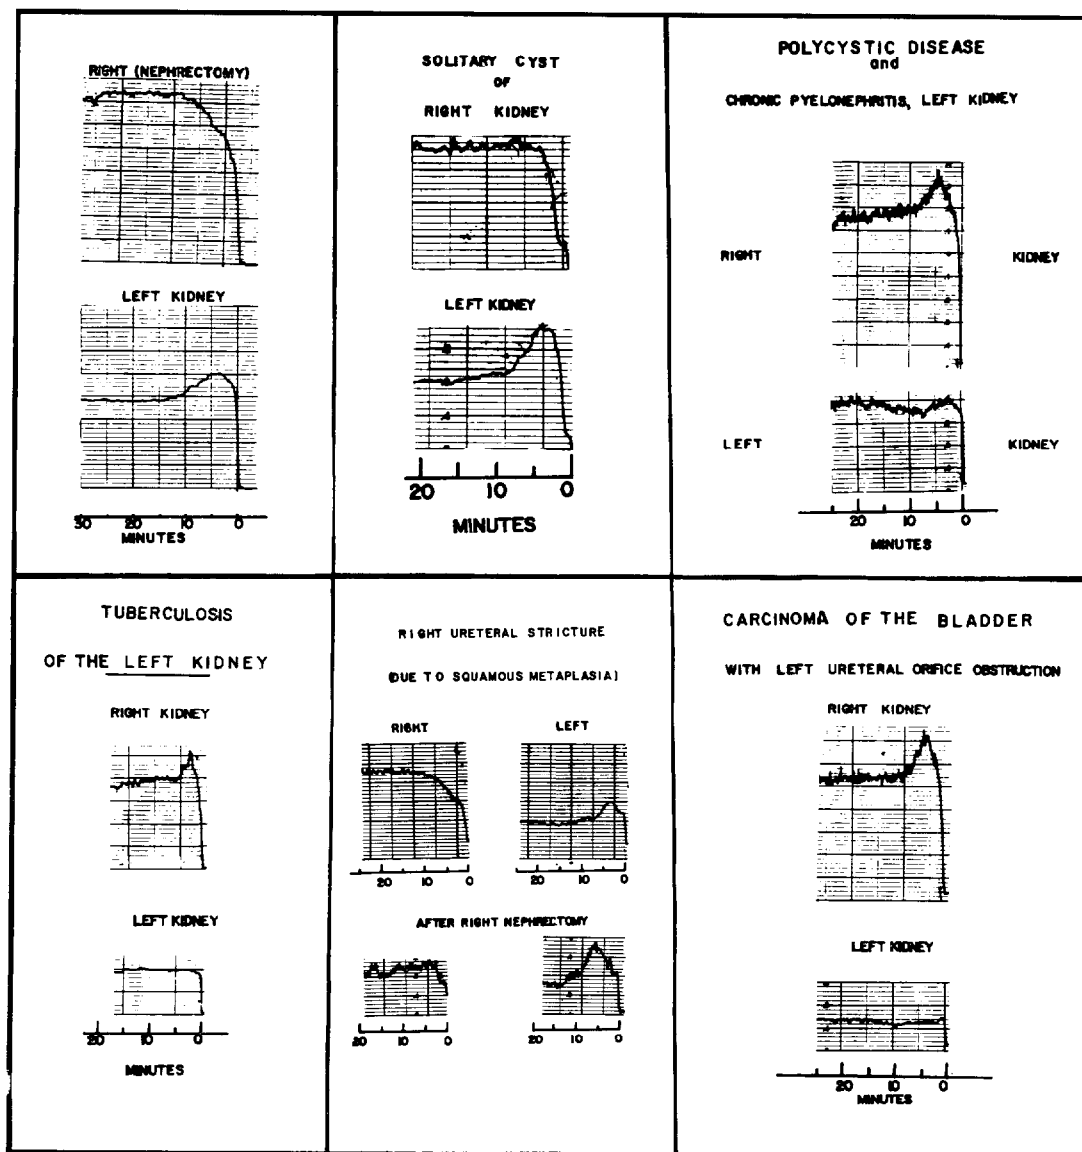 RIGHT (NEPHRECTOMY)
LEFT KIDNEY
30 20 10 0
MINUTES
SOLITARY CYST
OF
RIGHT KIDNEY
LEFT KIDNEY
20 10 0
MINUTES
POLYCYSTIC DISEASE
and
CHRONIC PYELONEPHRITIS, LEFT KIDNEY
RIGHT KIDNEY
LEFT KIDNEY
20 10 0
MINUTES
TUBERCULOSIS
OF THE LEFT KIDNEY
RIGHT KIDNEY
LEFT KIDNEY
20 10 0
MINUTES
RIGHT URETERAL STRICTURE
(DUE TO SQUAMOUS METAPLASIA)
RIGHT LEFT
20 10 0 20 10 0
AFTER RIGHT NEPHRECTOMY
20 10 0 20 10 0
CARCINOMA OF THE BLADDER
WITH LEFT URETERAL ORIFICE OBSTRUCTION
RIGHT KIDNEY
LEFT KIDNEY
20 10 0
MINUTES